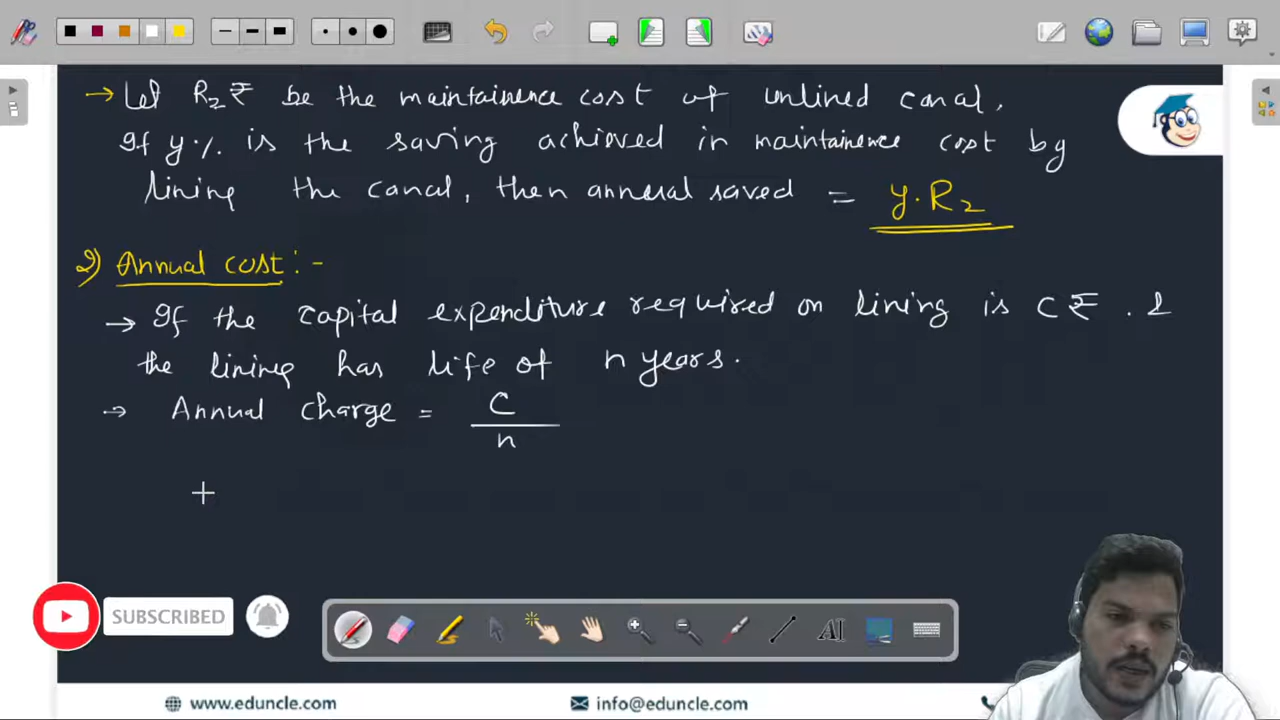 → Let R₂ ₹ be the maintainence cost of unlined canal,
If y % is the saving achieved in maintainence cost by
lining the canal, then annual saved = y.R₂
2) Annual cost :-
→ If the capital expenditure required on lining is C ₹ . &
the lining has life of n years.
→ Annual charge = C/n
SUBSCRIBED
AI
www.eduncle.com info@eduncle.com